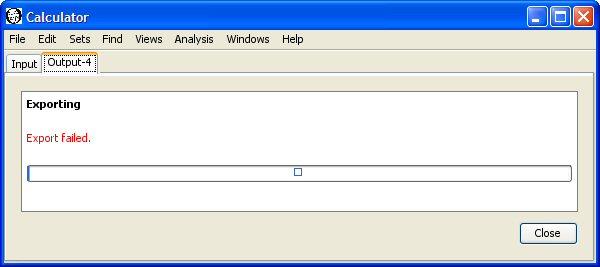 Calculator
File Edit Sets Find Views Analysis Windows Help
Input Output-4
Exporting
Export failed.
Close